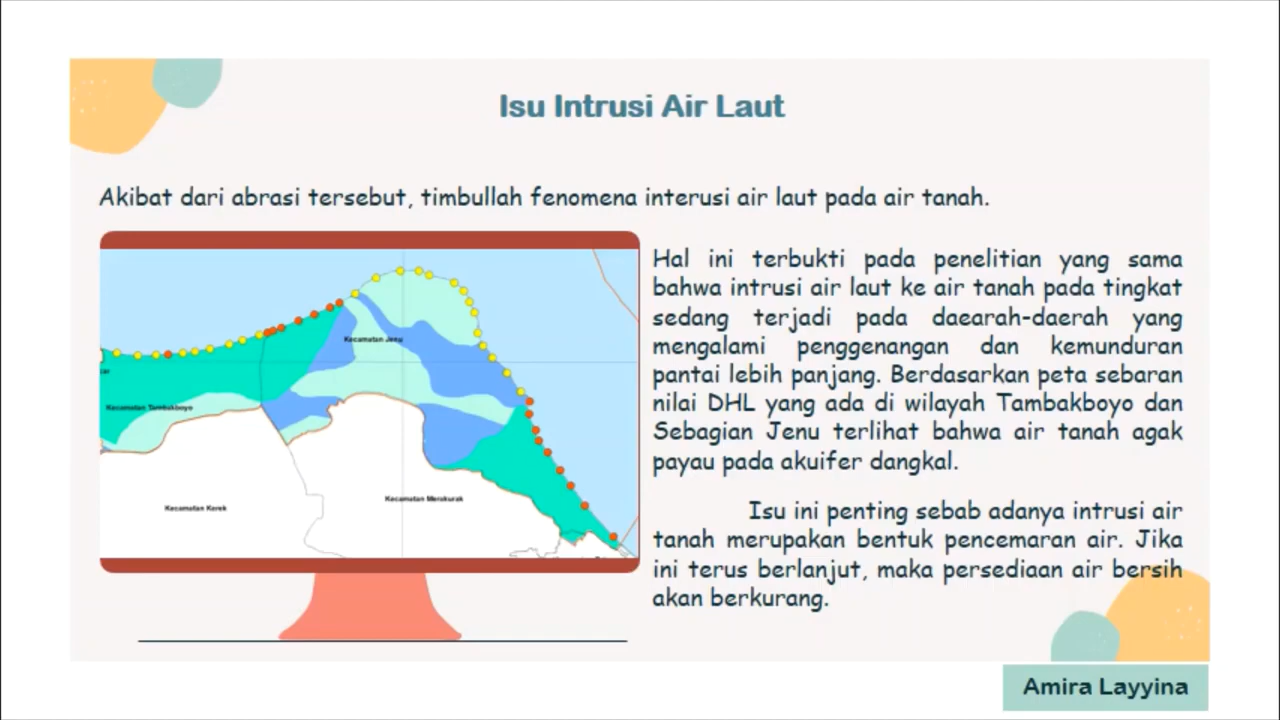 Isu Intrusi Air Laut
Akibat dari abrasi tersebut, timbullah fenomena interusi air laut pada air tanah.
Kecamatan Jenu
car
Kecamatan Tambakboyo
Kecamatan Merakurak
Kecamatan Kerek
Hal ini terbukti pada penelitian yang sama
bahwa intrusi air laut ke air tanah pada tingkat
sedang terjadi pada daearah-daerah yang
mengalami penggenangan dan kemunduran
pantai lebih panjang. Berdasarkan peta sebaran
nilai DHL yang ada di wilayah Tambakboyo dan
Sebagian Jenu terlihat bahwa air tanah agak
payau pada akuifer dangkal.
Isu ini penting sebab adanya intrusi air
tanah merupakan bentuk pencemaran air. Jika
ini terus berlanjut, maka persediaan air bersih
akan berkurang.
Amira Layyina